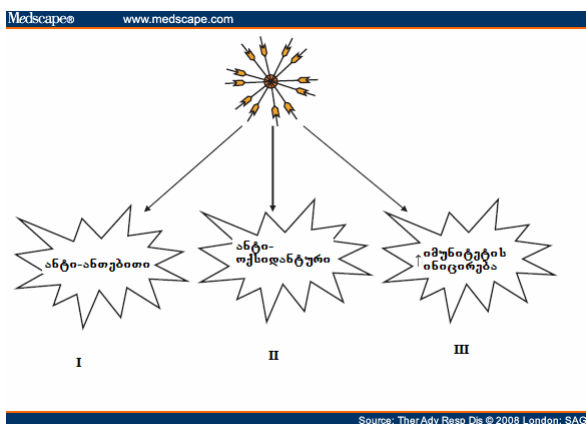 Medscape® www.medscape.com
ანტი-ანთებითი
ანტი-
ოქსიდანტური
↑იმუნიტეტის
ინიცირება
I
II
III
Source: Ther Adv Resp Dis © 2008 London: SAG